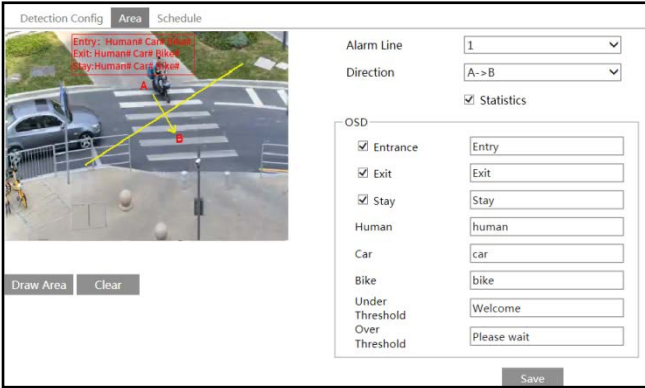 Detection Config Area Schedule
Entry: Human# Car# Bike#
Exit: Human# Car# Bike#
Stay:Human# Car# Bike#
A
B
Draw Area Clear
Alarm Line 1
Direction A->B
Statistics
OSD
Entrance Entry
Exit Exit
Stay Stay
Human human
Car car
Bike bike
Under
Threshold Welcome
Over
Threshold Please wait
Save